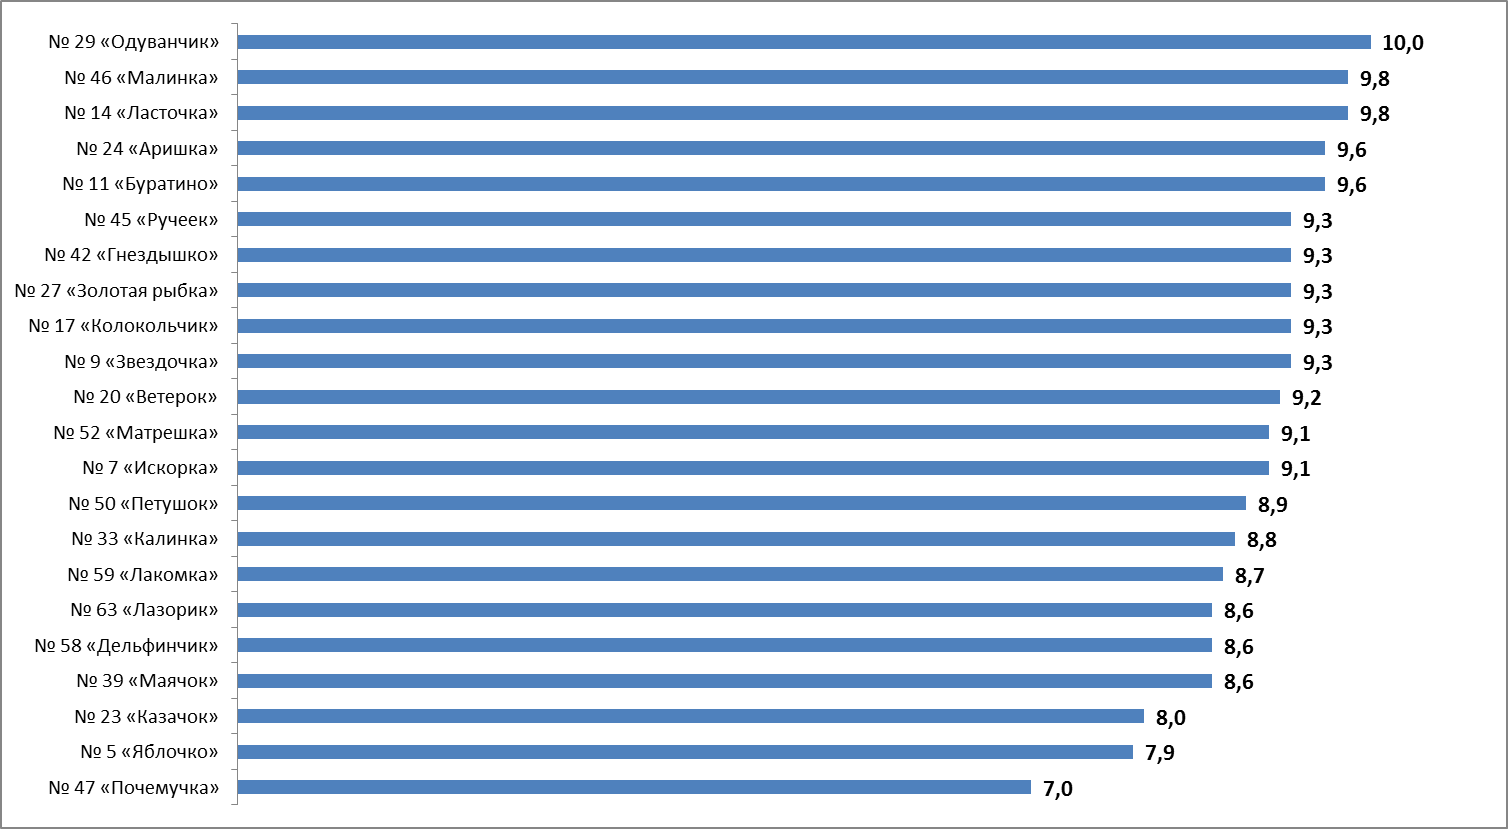 № 29 «Одуванчик» 10,0
№ 46 «Малинка» 9,8
№ 14 «Ласточка» 9,8
№ 24 «Аришка» 9,6
№ 11 «Буратино» 9,6
№ 45 «Ручеек» 9,3
№ 42 «Гнездышко» 9,3
№ 27 «Золотая рыбка» 9,3
№ 17 «Колокольчик» 9,3
№ 9 «Звездочка» 9,3
№ 20 «Ветерок» 9,2
№ 52 «Матрешка» 9,1
№ 7 «Искорка» 9,1
№ 50 «Петушок» 8,9
№ 33 «Калинка» 8,8
№ 59 «Лакомка» 8,7
№ 63 «Лазорик» 8,6
№ 58 «Дельфинчик» 8,6
№ 39 «Маячок» 8,6
№ 23 «Казачок» 8,0
№ 5 «Яблочко» 7,9
№ 47 «Почемучка» 7,0